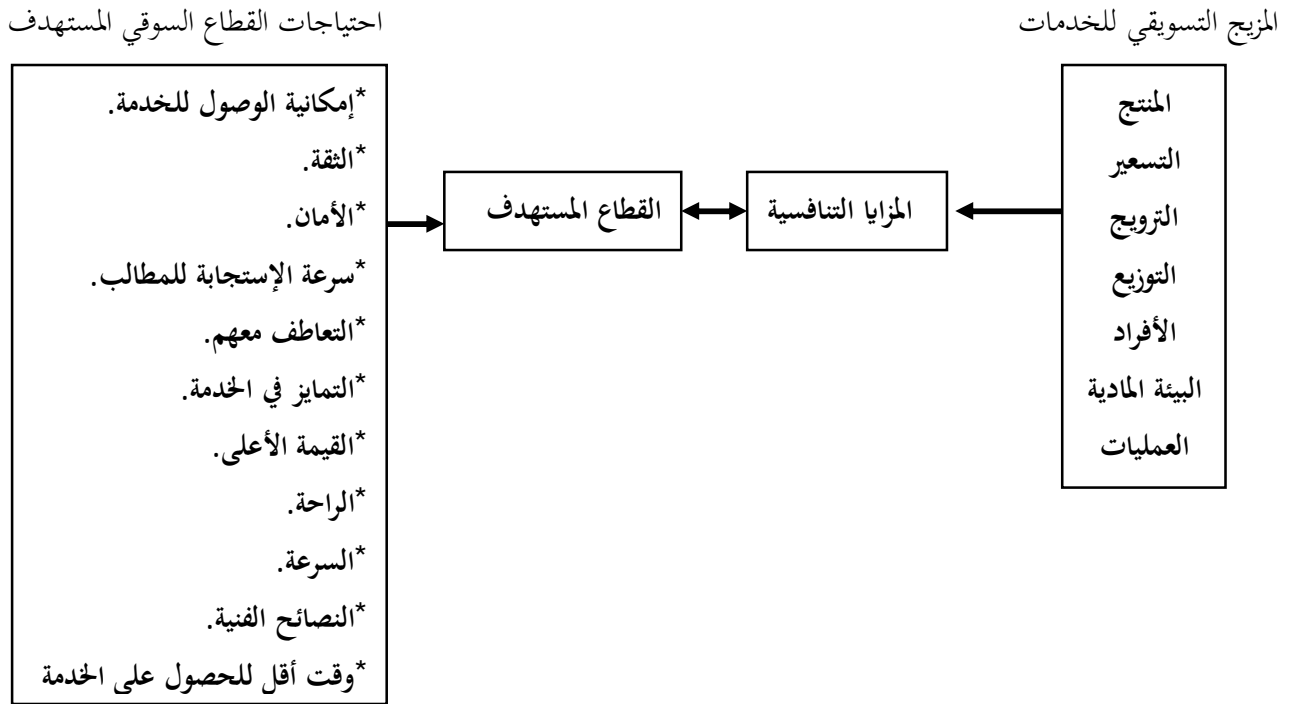 المزيج التسويقي للخدمات
احتياجات القطاع السوقي المستهدف
المنتج
التسعير
الترويج
التوزيع
الأفراد
البيئة المادية
العمليات
المزايا التنافسية
القطاع المستهدف
*إمكانية الوصول للخدمة.
*الثقة.
*الأمان.
*سرعة الإستجابة للمطالب.
*التعاطف معهم.
*التمايز في الخدمة.
*القيمة الأعلى.
*الراحة.
*السرعة.
*النصائح الفنية.
*وقت أقل للحصول على الخدمة